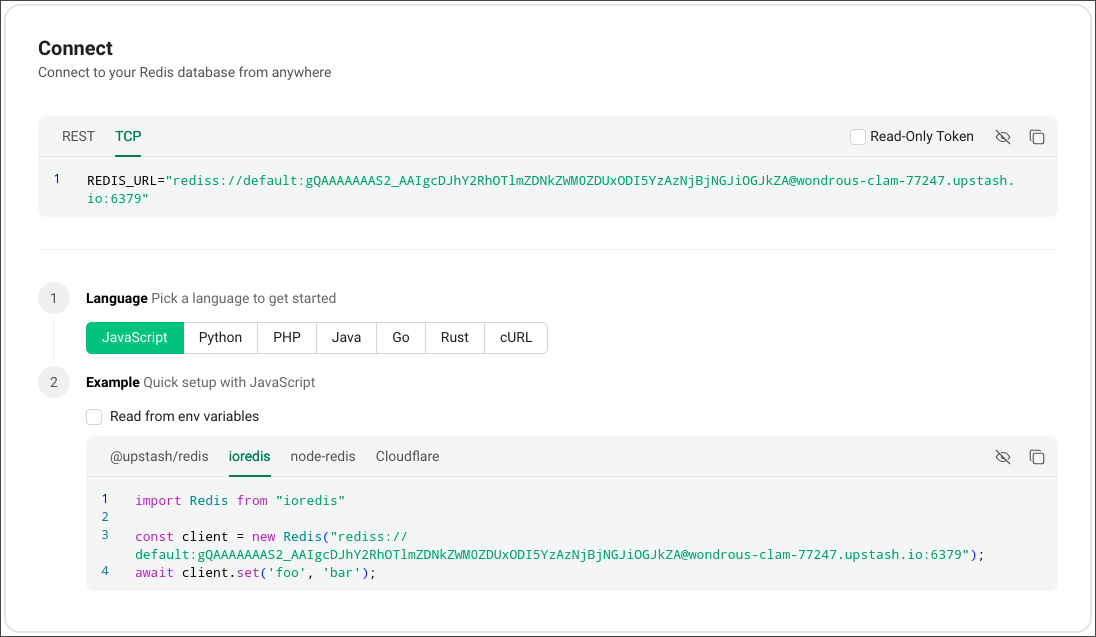 Connect
Connect to your Redis database from anywhere
REST TCP Read-Only Token
1 REDIS_URL="rediss://default:gQAAAAAAAS2_AAIgcDJhY2RhOTlmZDNkZWM0ZDUxODI5YzAzNjBjNGJiOGJkZA@wondrous-clam-77247.upstash.
io:6379"
1 Language Pick a language to get started
JavaScript Python PHP Java Go Rust cURL
2 Example Quick setup with JavaScript
Read from env variables
@upstash/redis ioredis node-redis Cloudflare
1 import Redis from "ioredis"
2
3 const client = new Redis("rediss://
default:gQAAAAAAAS2_AAIgcDJhY2RhOTlmZDNkZWM0ZDUxODI5YzAzNjBjNGJiOGJkZA@wondrous-clam-77247.upstash.io:6379");
4 await client.set('foo', 'bar');